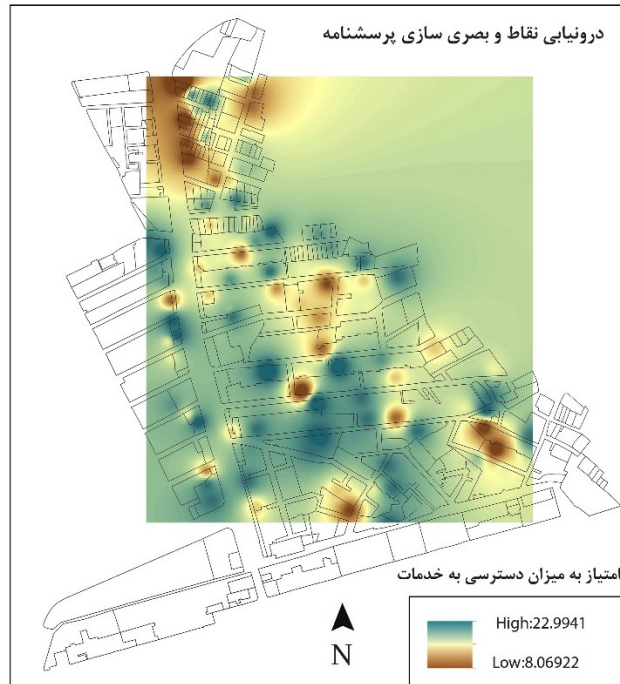 درونیابی نقاط و بصری سازی پرسشنامه
امتیاز به میزان دسترسی به خدمات
High:22.9941
Low:8.06922
N